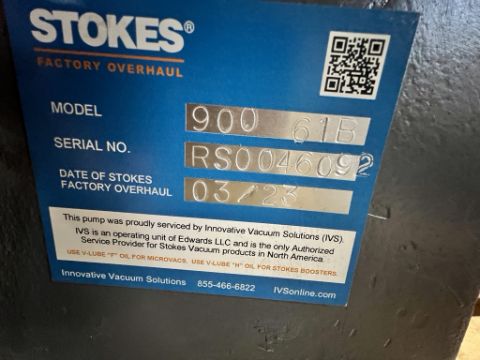 STOKES®
FACTORY OVERHAUL
MODEL 900 61B
SERIAL NO. RS0046092
DATE OF STOKES
FACTORY OVERHAUL 03/23
This pump was proudly serviced by Innovative Vacuum Solutions (IVS).
IVS is an operating unit of Edwards LLC and is the only Authorized
Service Provider for Stokes Vacuum products in North America.
USE V-LUBE "F" OIL FOR MICROVACS. USE V-LUBE "H" OIL FOR STOKES BOOSTERS.
Innovative Vacuum Solutions 855-466-6822 IVSonline.com